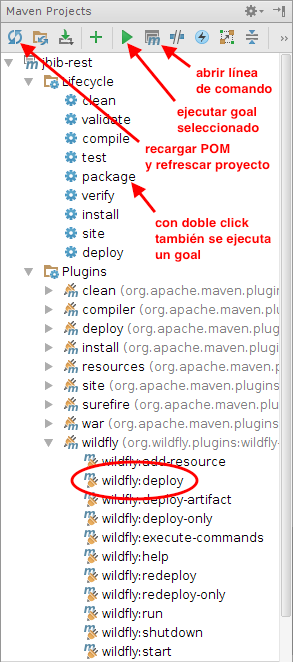 Maven Projects
abrir línea
de comando
jbib-rest
Lifecycle
ejecutar goal
seleccionado
clean
validate
compile
recargar POM
y refrescar proyecto
test
package
verify
install
con doble click
también se ejecuta
un goal
site
deploy
Plugins
clean (org.apache.maven.plugins
compiler (org.apache.maven.plu
deploy (org.apache.maven.plugi
install (org.apache.maven.plugi
resources (org.apache.maven.pl
site (org.apache.maven.plugins
surefire (org.apache.maven.plug
war (org.apache.maven.plugins:
wildfly (org.wildfly.plugins:wildfly-
wildfly:add-resource
wildfly:deploy
wildfly:deploy-artifact
wildfly:deploy-only
wildfly:execute-commands
wildfly:help
wildfly:redeploy
wildfly:redeploy-only
wildfly:run
wildfly:shutdown
wildfly:start